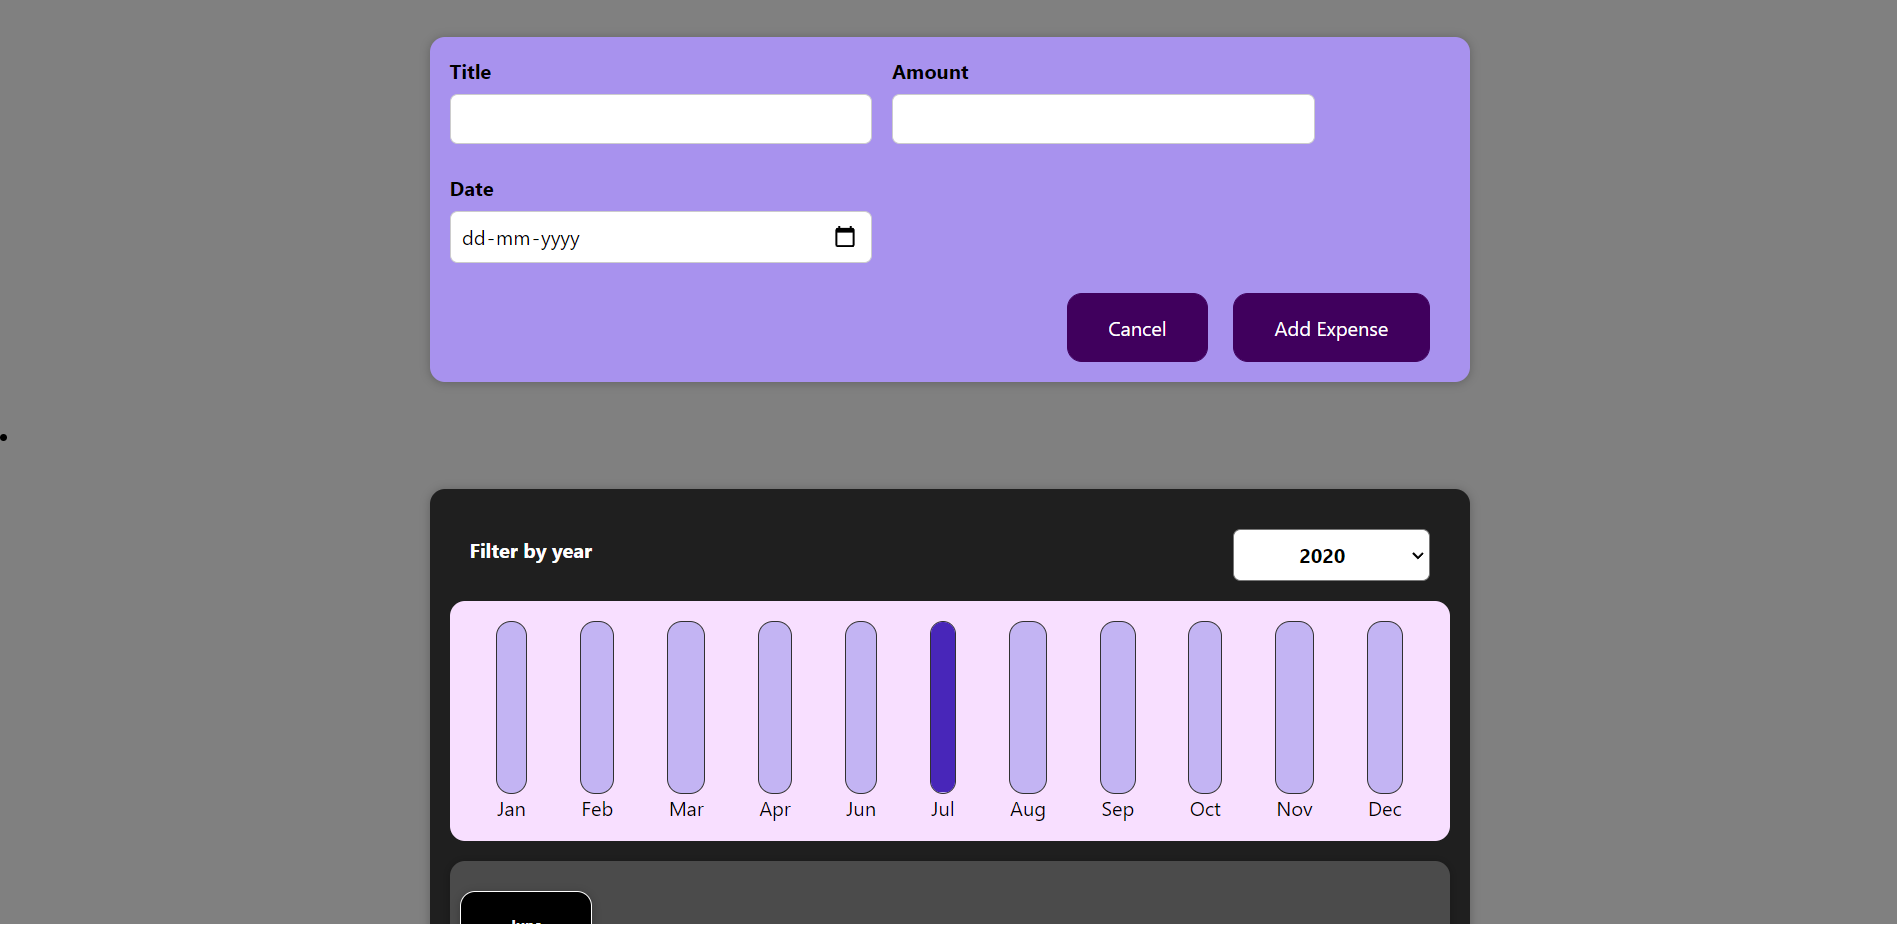 Title Amount
Date
dd-mm-yyyy
Cancel Add Expense
Filter by year 2020
Jan Feb Mar Apr Jun Jul Aug Sep Oct Nov Dec